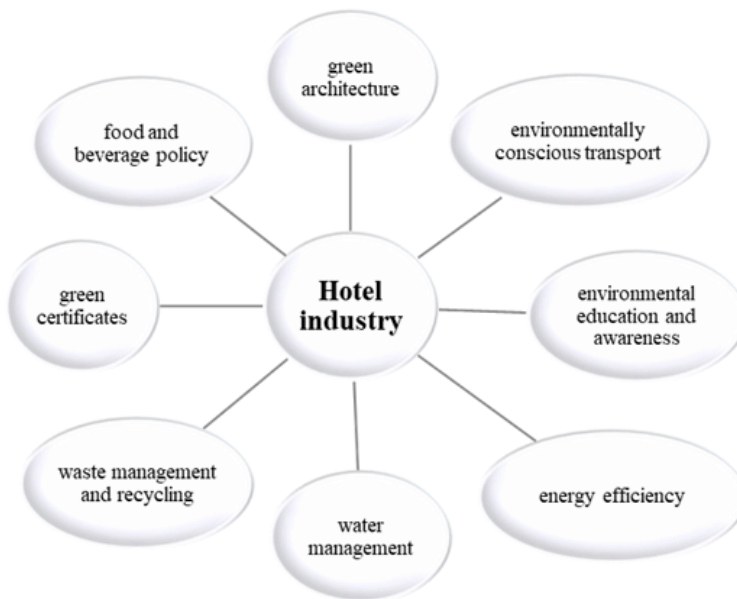 green
architecture
food and
beverage policy
environmentally
conscious transport
green
certificates
Hotel
industry
environmental
education and
awareness
waste management
and recycling
water
management
energy efficiency